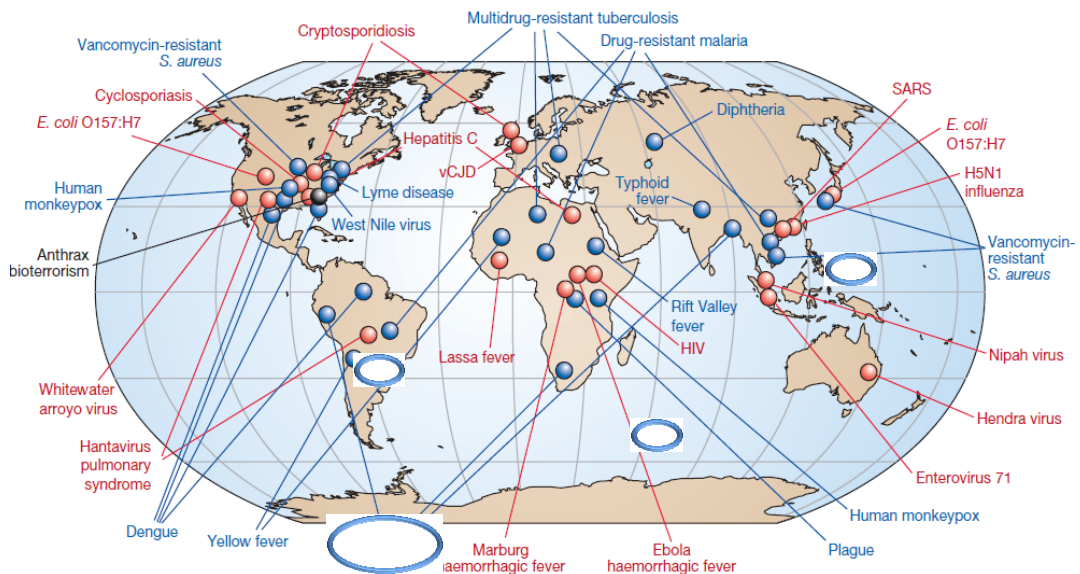 Multidrug-resistant tuberculosis
Cryptosporidiosis
Drug-resistant malaria
Vancomycin-resistant
S. aureus
Cyclosporiasis
E. coli O157:H7
Human
monkeypox
Anthrax
bioterrorism
Hepatitis C
vCJD
Lyme disease
West Nile virus
Diphtheria
Typhoid
fever
SARS
E. coli
O157:H7
H5N1
influenza
Vancomycin-
resistant
S. aureus
Rift Valley
fever
HIV
Lassa fever
Nipah virus
Whitewater
arroyo virus
Hendra virus
Hantavirus
pulmonary
syndrome
Enterovirus 71
Dengue
Yellow fever
Marburg
haemorrhagic fever
Ebola
haemorrhagic fever
Plague
Human monkeypox